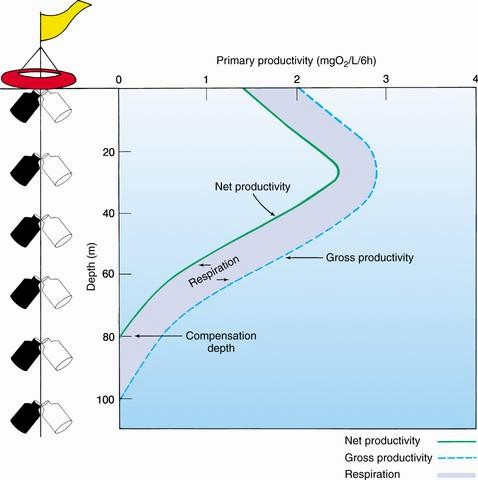 Primary productivity (mgO₂/L/6h)
0 1 2 3 4
20
Net productivity
40
Depth (m)
Gross productivity
Respiration
60
80
Compensation
depth
100
Net productivity
Gross productivity
Respiration